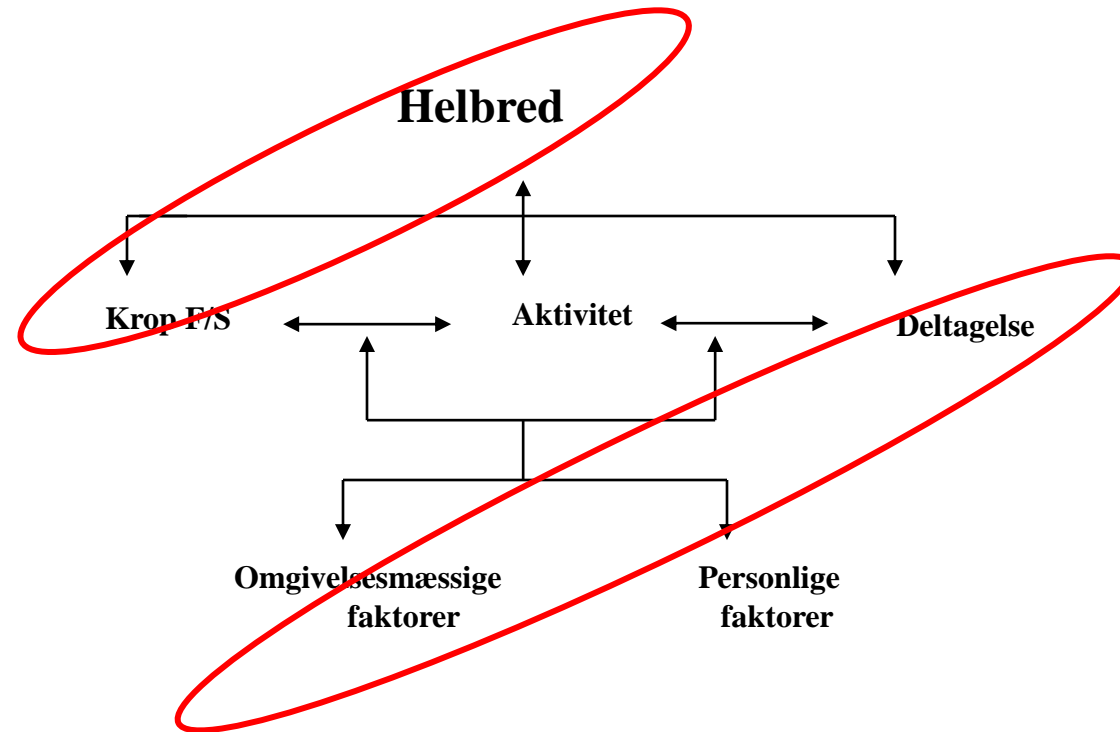 Helbred
Krop F/S
Aktivitet
Deltagelse
Omgivelsesmæssige
faktorer
Personlige
faktorer